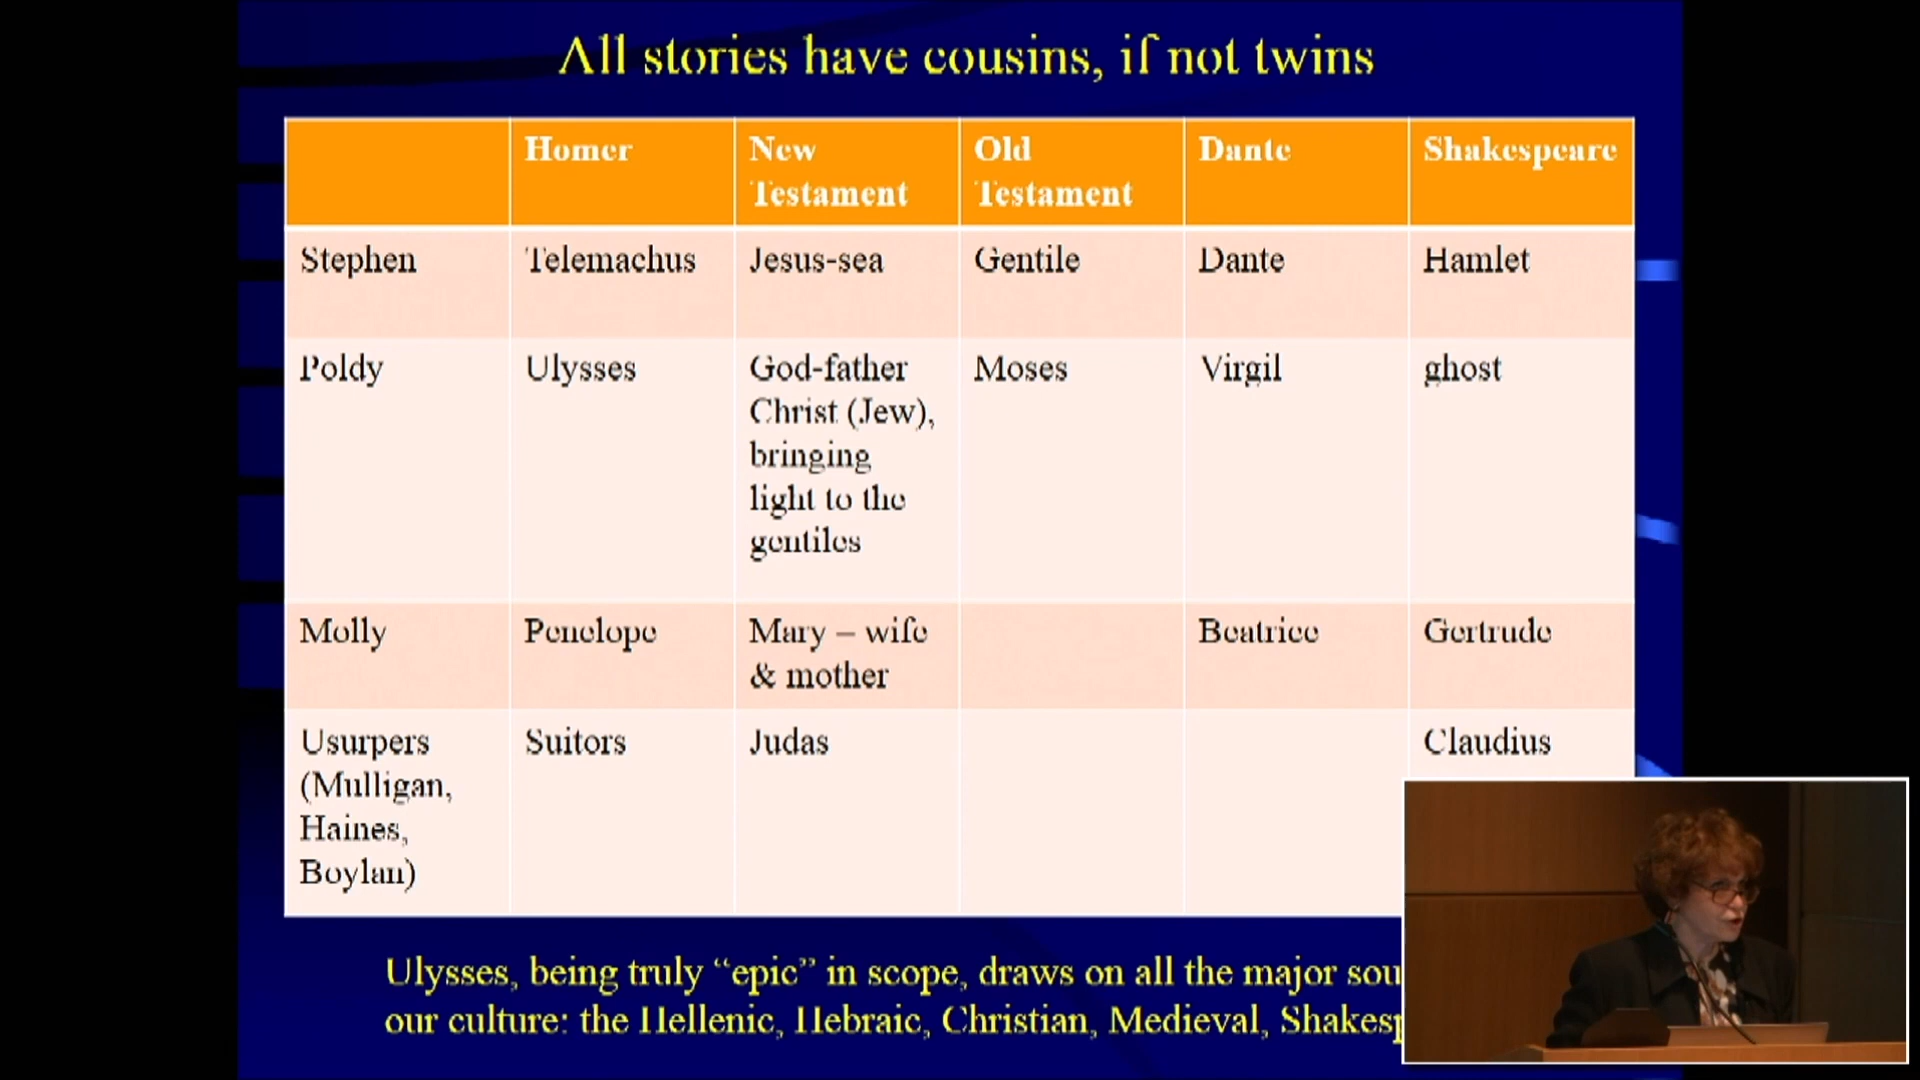 All stories have cousins, if not twins
Homer
New
Testament
Old
Testament
Dante
Shakespeare
Stephen
Telemachus
Jesus-sea
Gentile
Dante
Hamlet
Poldy
Ulysses
God-father
Christ (Jew),
bringing
light to the
gentiles
Moses
Virgil
ghost
Molly
Penelope
Mary – wife
& mother
Beatrice
Gertrude
Usurpers
(Mulligan,
Haines,
Boylan)
Suitors
Judas
Claudius
Ulysses, being truly “epic” in scope, draws on all the major
our culture: the Hellenic, Hebraic, Christian, Medieval,